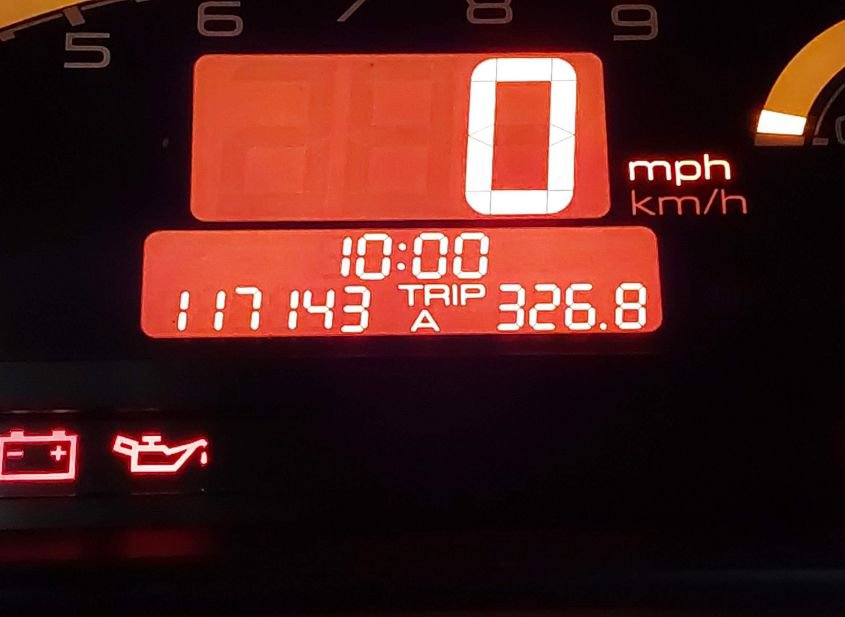 5 6 7 8 9
0
mph
km/h
10:00
117143 TRIP A 326.8
- +